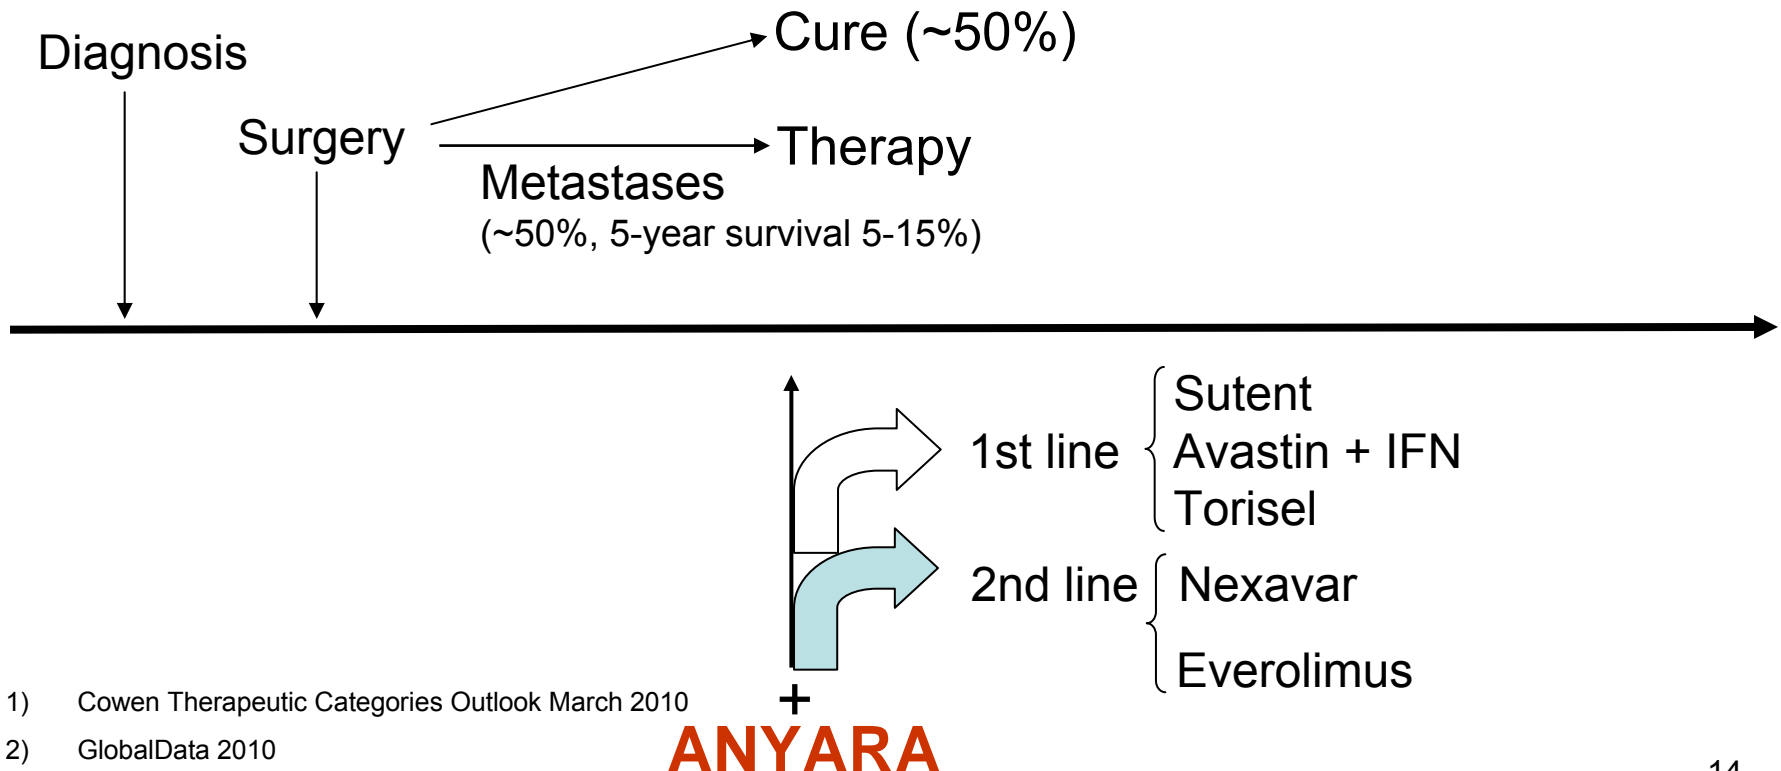 Diagnosis
Cure (~50%)
Surgery
Therapy
Metastases
(~50%, 5-year survival 5-15%)
1st line
Sutent
Avastin + IFN
Torisel
2nd line
Nexavar
Everolimus
+
ANYARA
1) Cowen Therapeutic Categories Outlook March 2010
2) GlobalData 2010
14